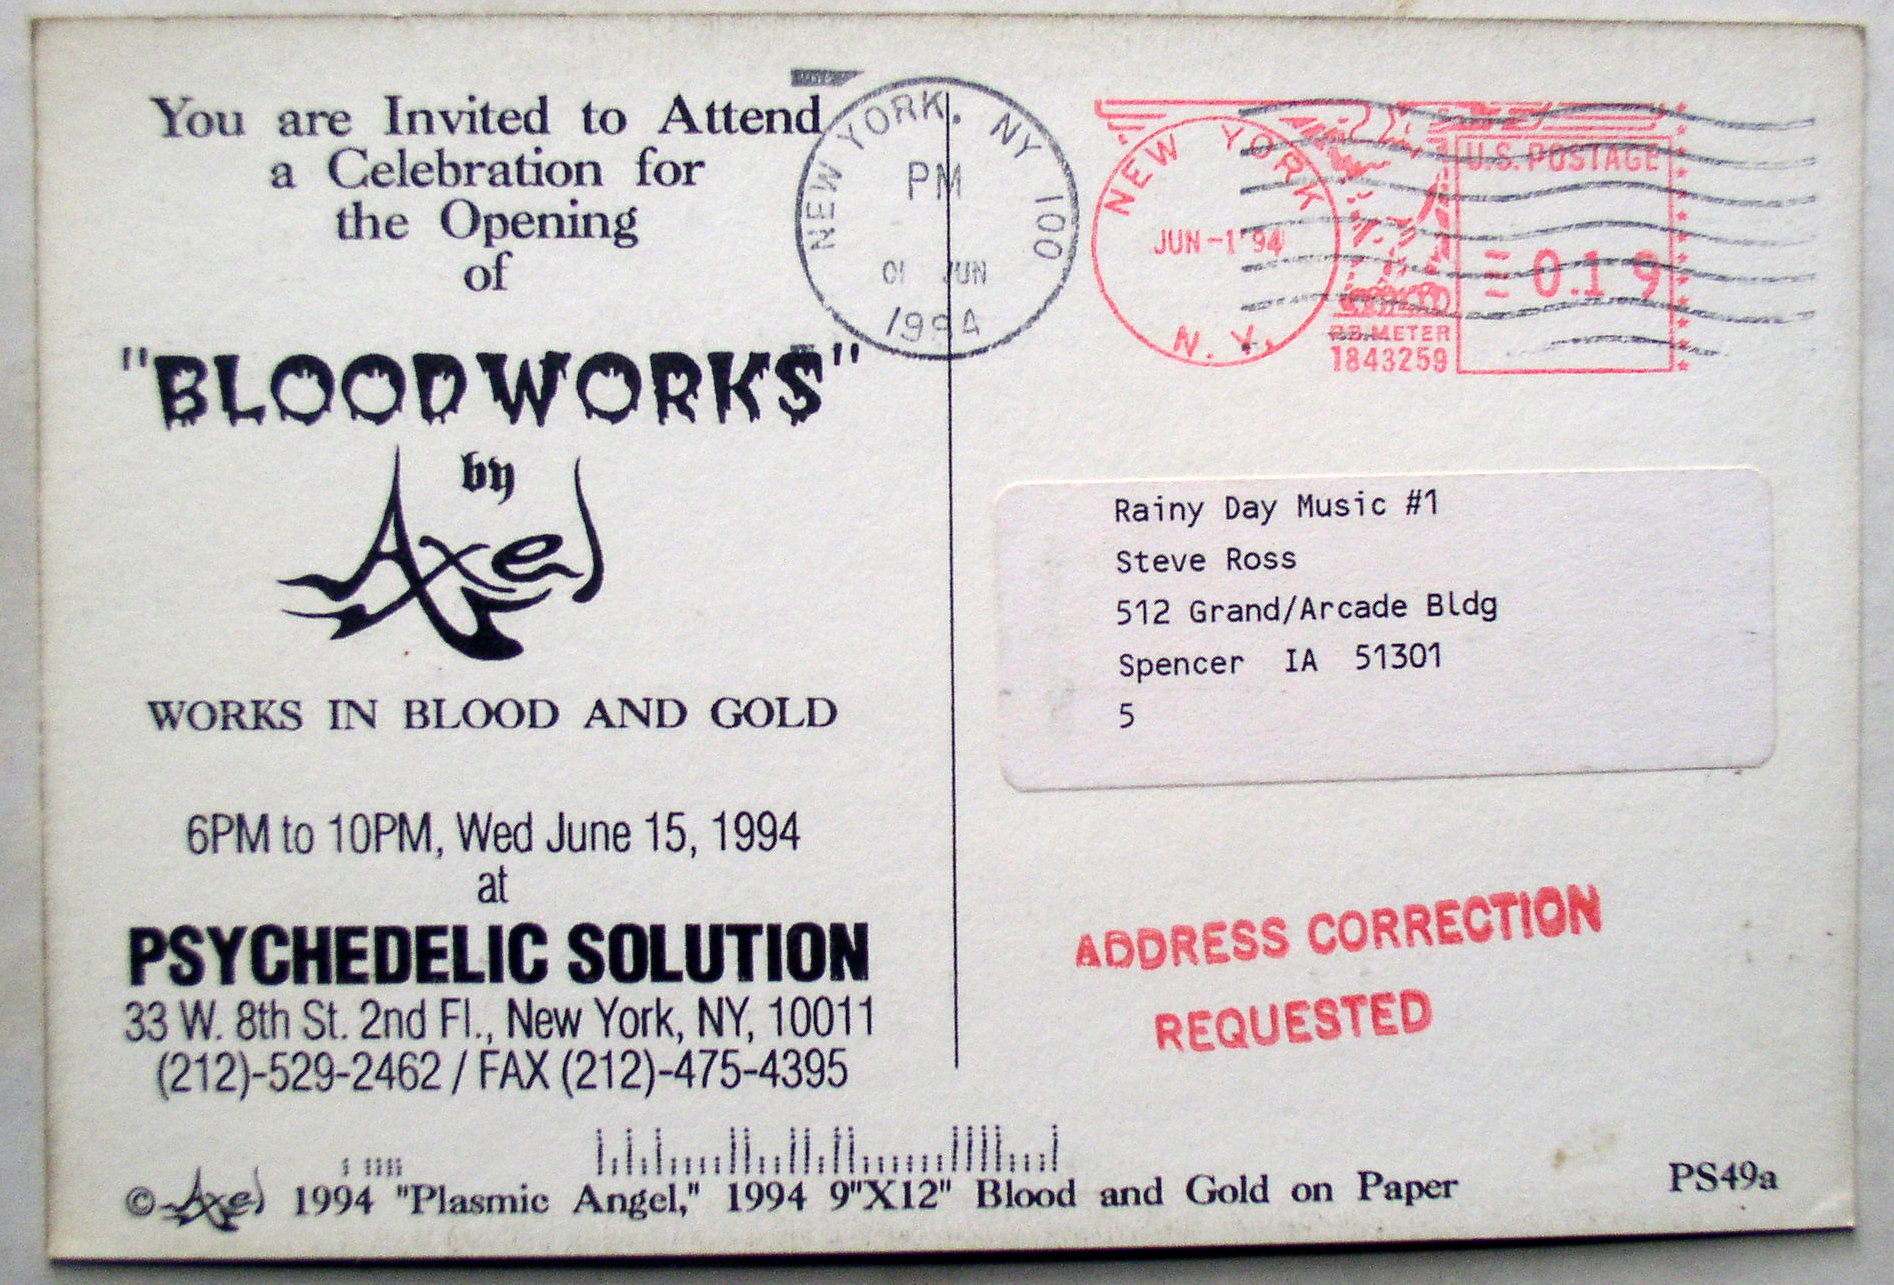 You are Invited to Attend
a Celebration for
the Opening
of
"BLOODWORKS"
by
Axel
WORKS IN BLOOD AND GOLD
6PM to 10PM, Wed June 15, 1994
at
PSYCHEDELIC SOLUTION
33 W. 8th St. 2nd Fl., New York, NY, 10011
(212)-529-2462 / FAX (212)-475-4395
© Axel 1994 "Plasmic Angel," 1994 9"X12" Blood and Gold on Paper
PS49a
NEW YORK, NY 100
PM
01 JUN
1994
NEW YORK
JUN-1'94
N.Y.
U.S. POSTAGE
0.19
P.B. METER
1843259
Rainy Day Music #1
Steve Ross
512 Grand/Arcade Bldg
Spencer IA 51301
5
ADDRESS CORRECTION
REQUESTED